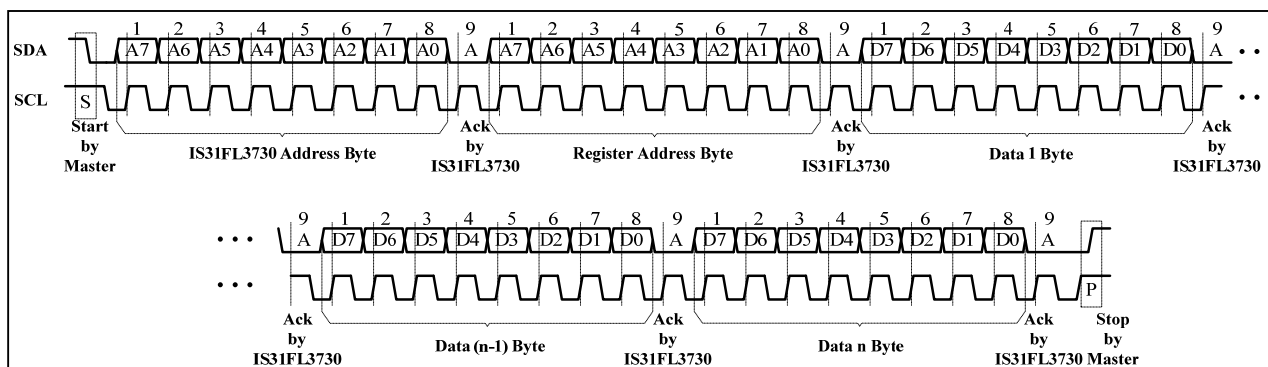 1 2 3 4 5 6 7 8 9 1 2 3 4 5 6 7 8 9 1 2 3 4 5 6 7 8 9
SDA A7 A6 A5 A4 A3 A2 A1 A0 A A7 A6 A5 A4 A3 A2 A1 A0 A D7 D6 D5 D4 D3 D2 D1 D0 A
SCL S
Start by Master
IS31FL3730 Address Byte
Ack by IS31FL3730
Register Address Byte
Ack by IS31FL3730
Data 1 Byte
Ack by IS31FL3730
9 1 2 3 4 5 6 7 8 9 1 2 3 4 5 6 7 8 9
A D7 D6 D5 D4 D3 D2 D1 D0 A D7 D6 D5 D4 D3 D2 D1 D0 A
P
Ack by IS31FL3730
Data (n-1) Byte
Ack by IS31FL3730
Data n Byte
Ack by IS31FL3730
Stop by Master